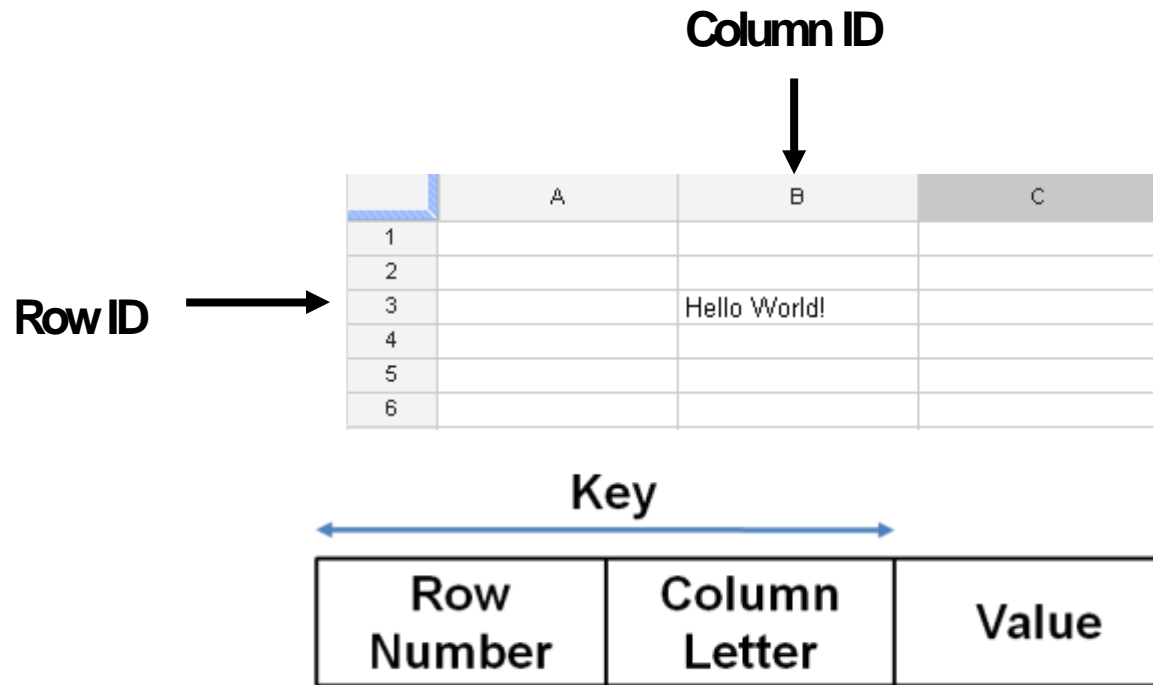 Column ID
A B C
1
2
Row ID
3 Hello World!
4
5
6
Key
Row Number
Column Letter
Value